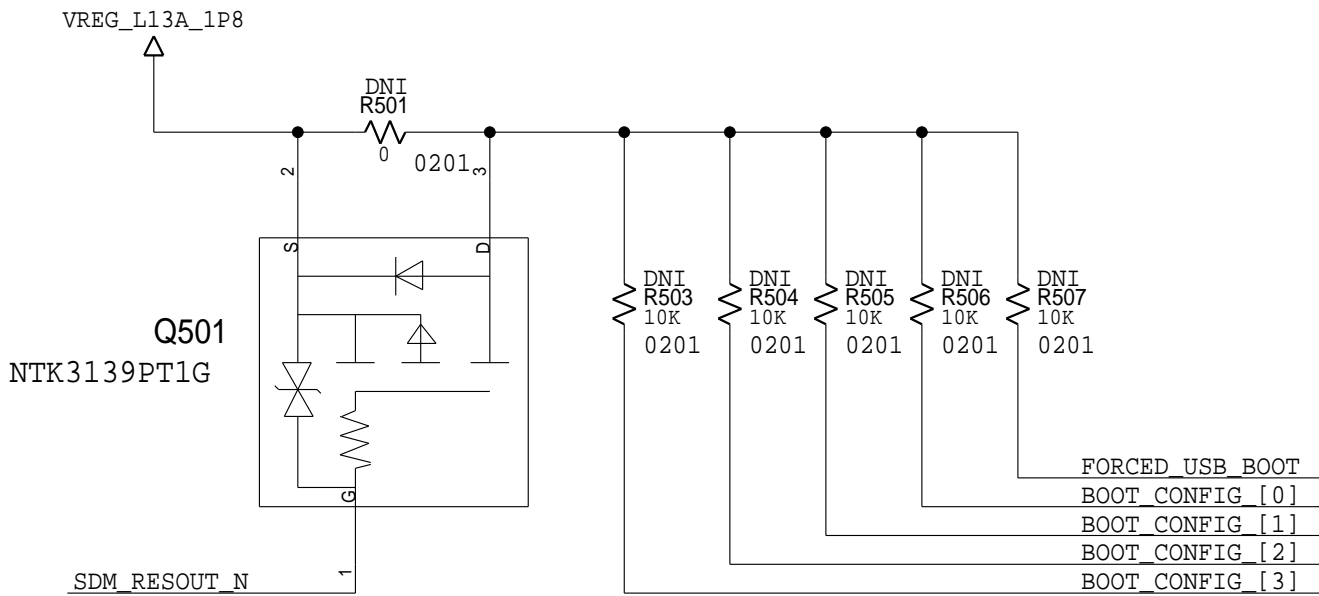 VREG_L13A_1P8
DNI
R501
0
0201
2
3
S
D
Q501
NTK3139PT1G
G
1
SDM_RESOUT_N
DNI
R503
10K
0201
DNI
R504
10K
0201
DNI
R505
10K
0201
DNI
R506
10K
0201
DNI
R507
10K
0201
FORCED_USB_BOOT
BOOT_CONFIG_[0]
BOOT_CONFIG_[1]
BOOT_CONFIG_[2]
BOOT_CONFIG_[3]